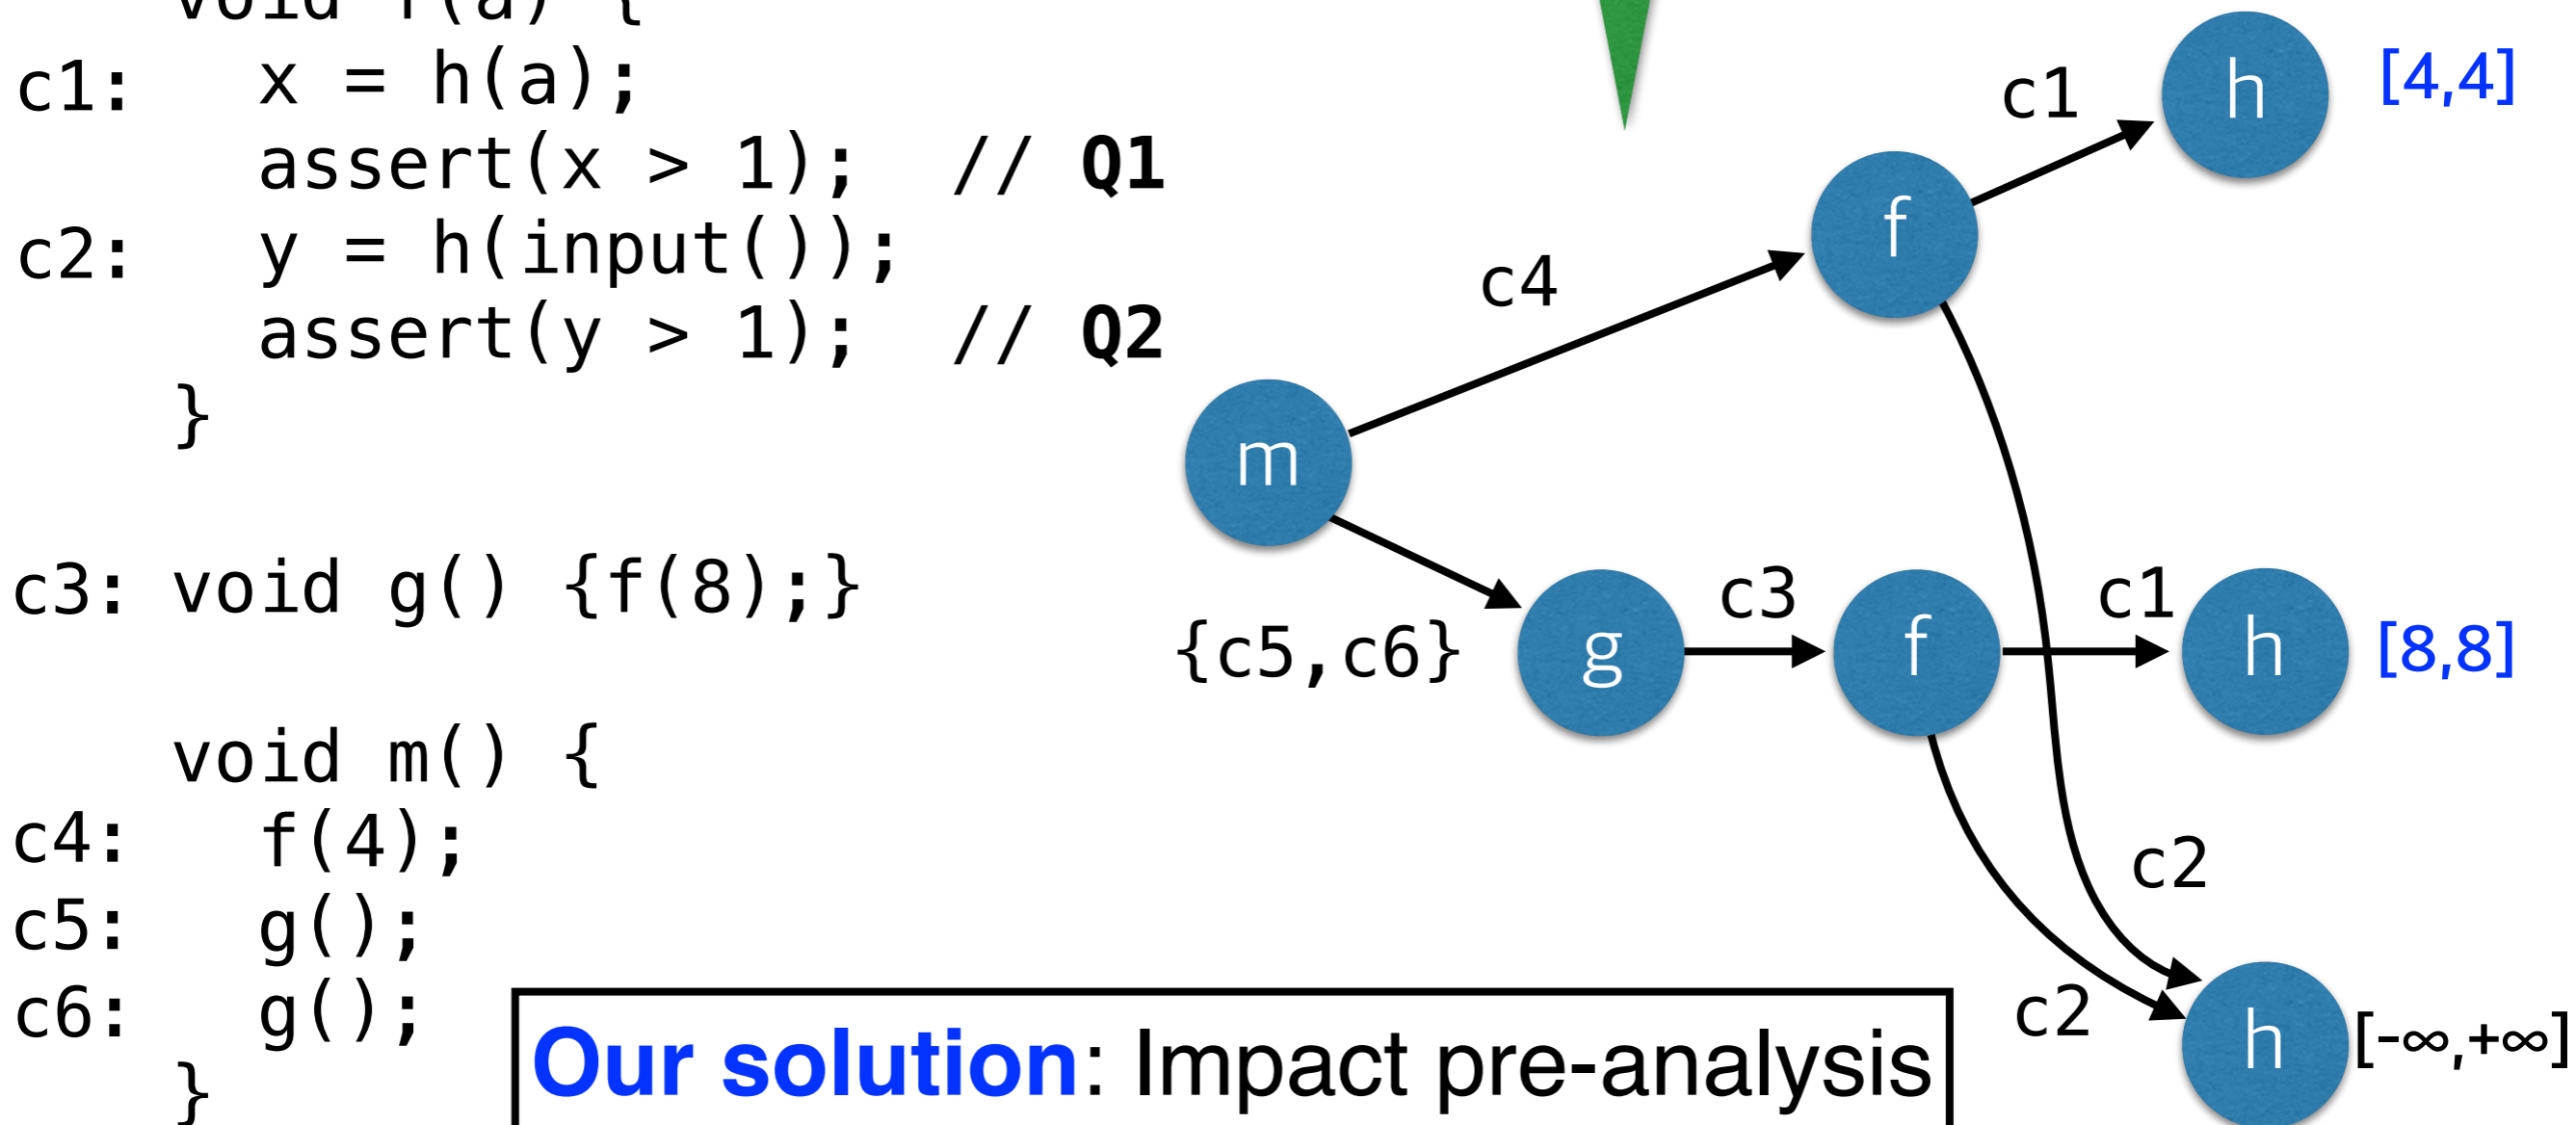 void f(a) {
c1: x = h(a);
assert(x > 1); // Q1
c2: y = h(input());
assert(y > 1); // Q2
}
c3: void g() {f(8);}
void m() {
c4: f(4);
c5: g();
c6: g();
}
c1
h
[4,4]
f
c4
m
{c5,c6}
g
c3
f
c1
h
[8,8]
c2
c2
h
[-∞,+∞]
Our solution: Impact pre-analysis